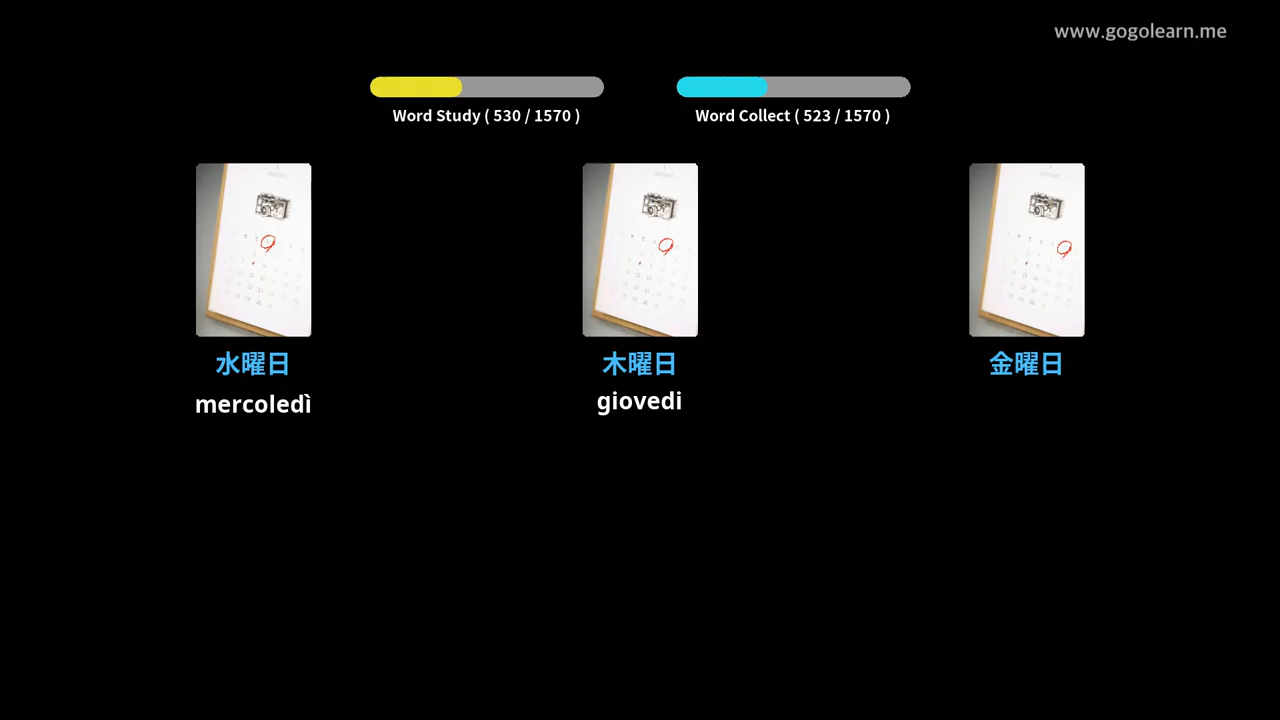 www.gogolearn.me
Word Study ( 530 / 1570 )
Word Collect ( 523 / 1570 )
水曜日
木曜日
金曜日
mercoledì
giovedi